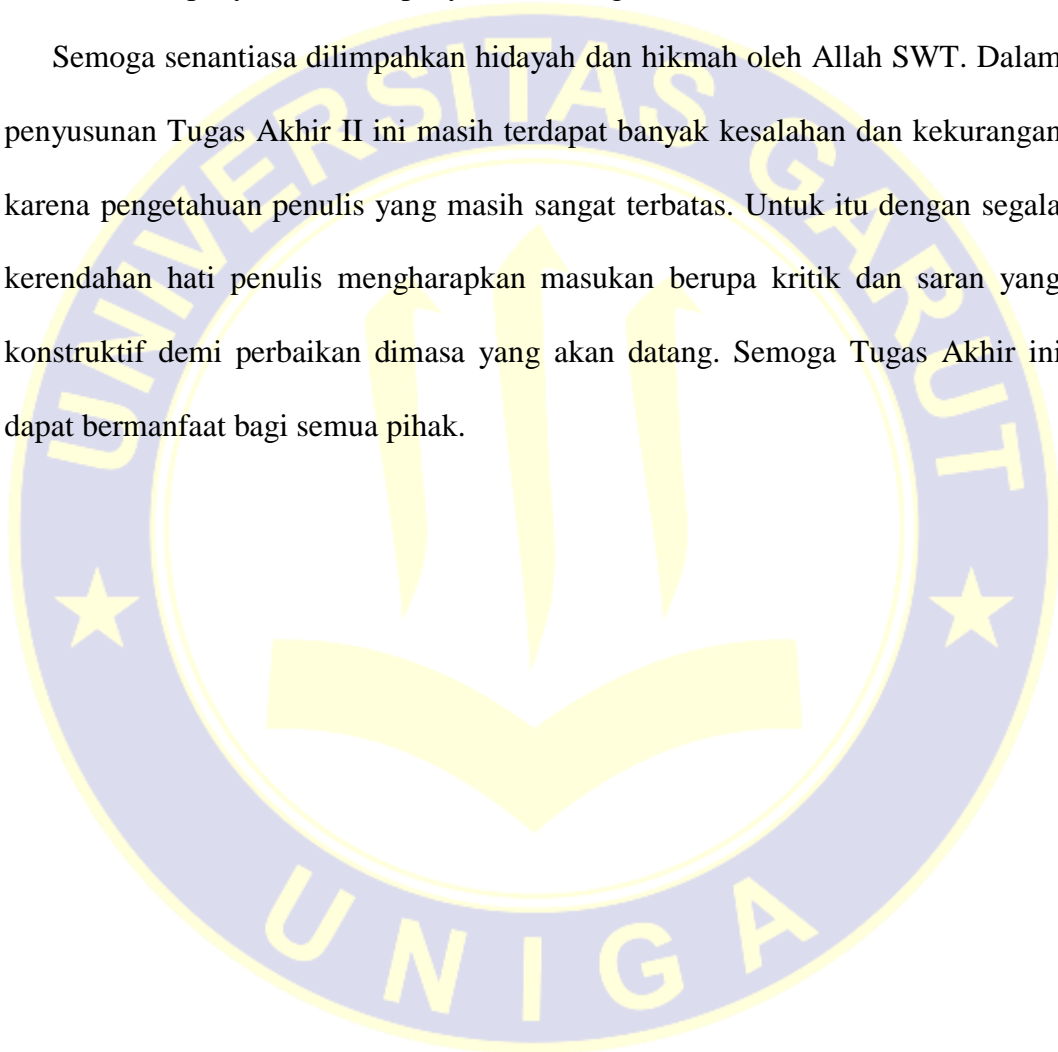 Semoga senantiasa dilimpahkan hidayah dan hikmah oleh Allah SWT. Dalam
penyusunan Tugas Akhir II ini masih terdapat banyak kesalahan dan kekurangan
karena pengetahuan penulis yang masih sangat terbatas. Untuk itu dengan segala
kerendahan hati penulis mengharapkan masukan berupa kritik dan saran yang
konstruktif demi perbaikan dimasa yang akan datang. Semoga Tugas Akhir ini
dapat bermanfaat bagi semua pihak.
UNIVERSITAS GARUT
UNIGA